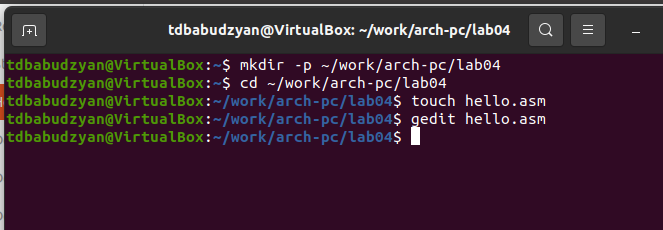 tdbabudzyan@VirtualBox: ~/work/arch-pc/lab04
tdbabudzyan@VirtualBox:~$ mkdir -p ~/work/arch-pc/lab04
tdbabudzyan@VirtualBox:~$ cd ~/work/arch-pc/lab04
tdbabudzyan@VirtualBox:~/work/arch-pc/lab04$ touch hello.asm
tdbabudzyan@VirtualBox:~/work/arch-pc/lab04$ gedit hello.asm
tdbabudzyan@VirtualBox:~/work/arch-pc/lab04$